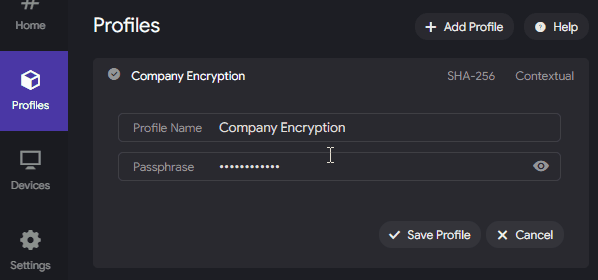 Home
Profiles
Devices
Settings
Profiles
Add Profile
Help
Company Encryption
SHA-256
Contextual
Profile Name
Company Encryption
Passphrase
••••••••••••
Save Profile
Cancel